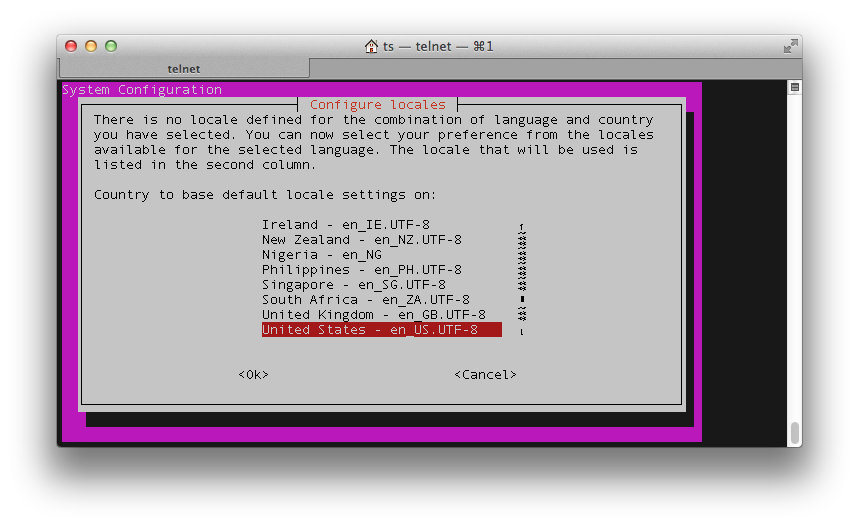 ts — telnet — ⌘1
telnet
System Configuration
Configure locales
There is no locale defined for the combination of language and country
you have selected. You can now select your preference from the locales
available for the selected language. The locale that will be used is
listed in the second column.
Country to base default locale settings on:
Ireland - en_IE.UTF-8
New Zealand - en_NZ.UTF-8
Nigeria - en_NG
Philippines - en_PH.UTF-8
Singapore - en_SG.UTF-8
South Africa - en_ZA.UTF-8
United Kingdom - en_GB.UTF-8
United States - en_US.UTF-8
<Ok> <Cancel>